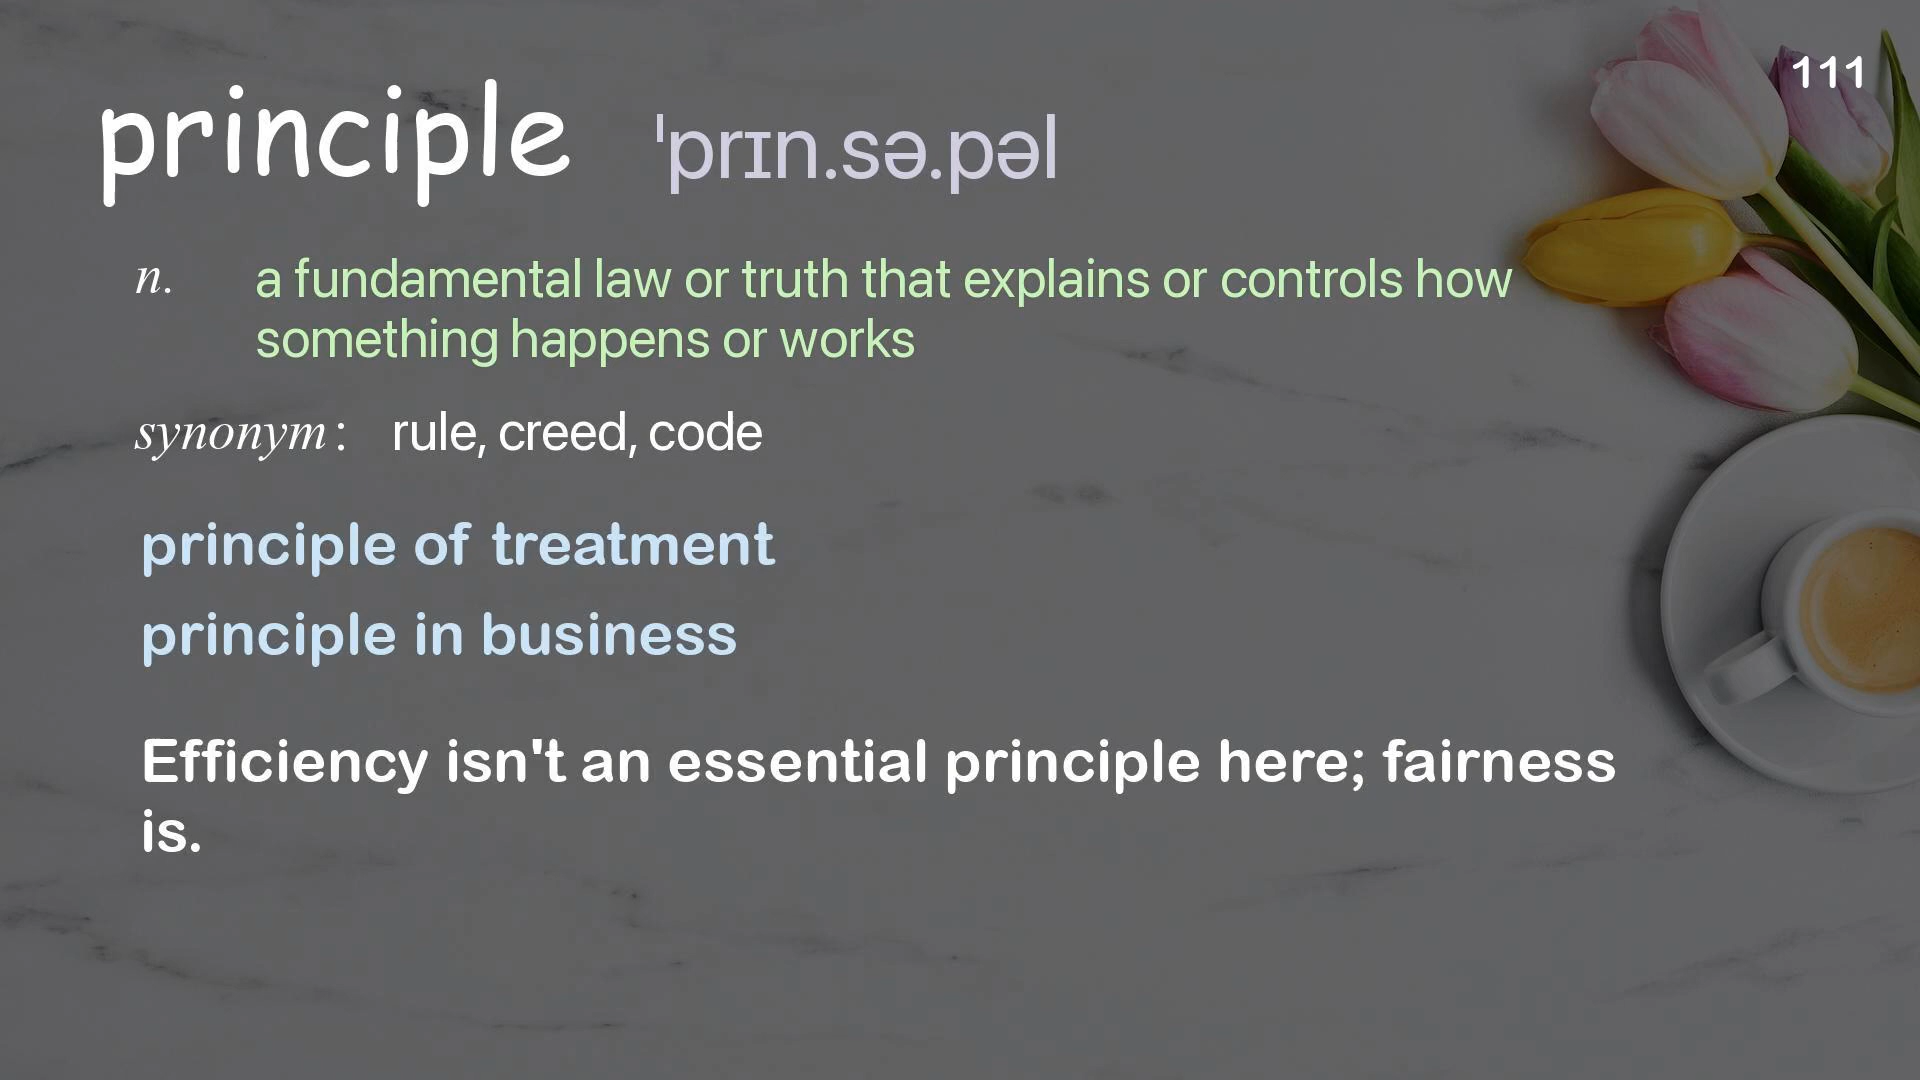 111
principle ˈprɪn.sə.pəl
n. a fundamental law or truth that explains or controls how
something happens or works
synonym: rule, creed, code
principle of treatment
principle in business
Efficiency isn't an essential principle here; fairness
is.